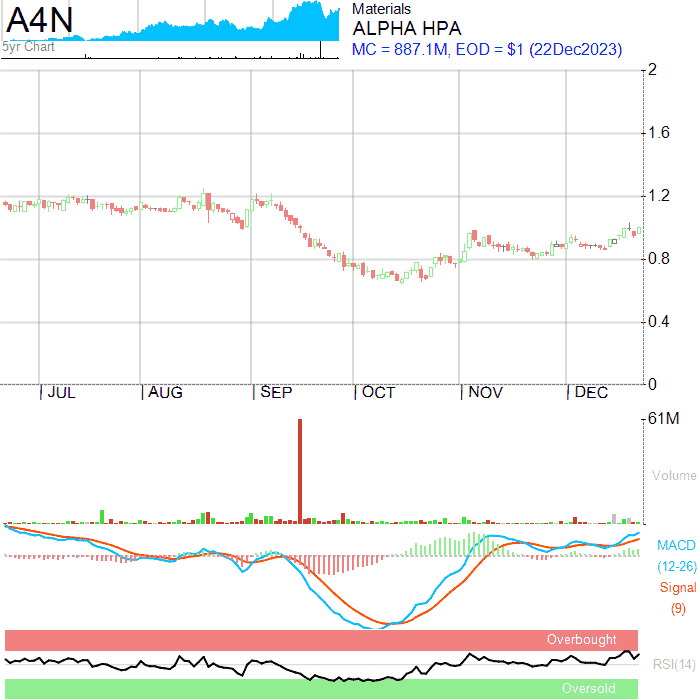 A4N
5yr Chart
Materials
ALPHA HPA
MC = 887.1M, EOD = $1 (22Dec2023)
2
1.6
1.2
0.8
0.4
0
JUL AUG SEP OCT NOV DEC
61M
Volume
MACD
(12-26)
Signal
(9)
Overbought
RSI(14)
Oversold